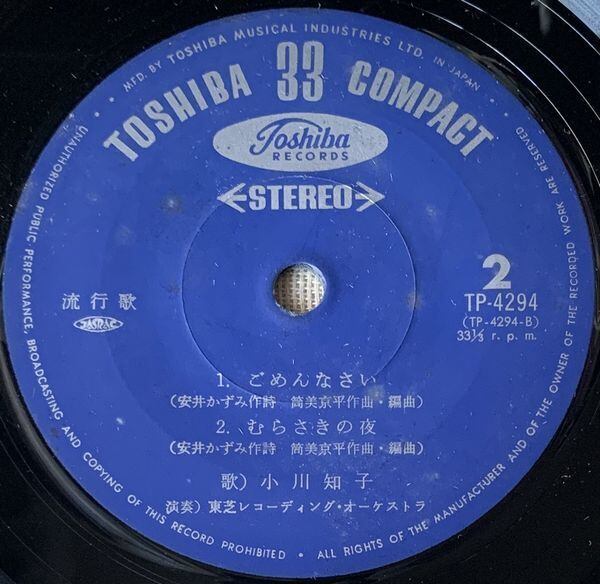 MFD. BY TOSHIBA MUSICAL INDUSTRIES LTD. IN JAPAN
TOSHIBA 33 COMPACT
Toshiba
RECORDS
STEREO
2
TP-4294
(TP-4294-B)
33⅓ r. p. m.
流行歌
JASRAC
1. ごめんなさい
(安井かずみ作詩 筒美京平作曲・編曲)
2. むらさきの夜
(安井かずみ作詩 筒美京平作曲・編曲)
歌) 小川知子
演奏) 東芝レコーディング・オーケストラ
UNAUTHORIZED PUBLIC PERFORMANCE, BROADCASTING AND COPYING OF THIS RECORD PROHIBITED • ALL RIGHTS OF THE MANUFACTURER AND OF THE OWNER OF THE RECORDED WORK ARE RESERVED